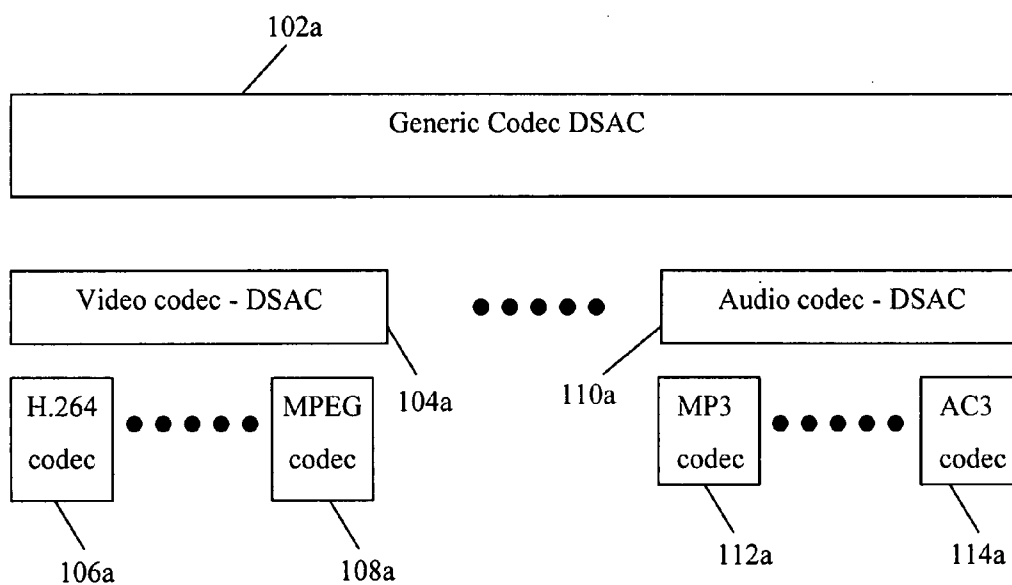 102a
Generic Codec DSAC
Video codec - DSAC
Audio codec - DSAC
104a
110a
H.264
codec
MPEG
codec
MP3
codec
AC3
codec
106a
108a
112a
114a